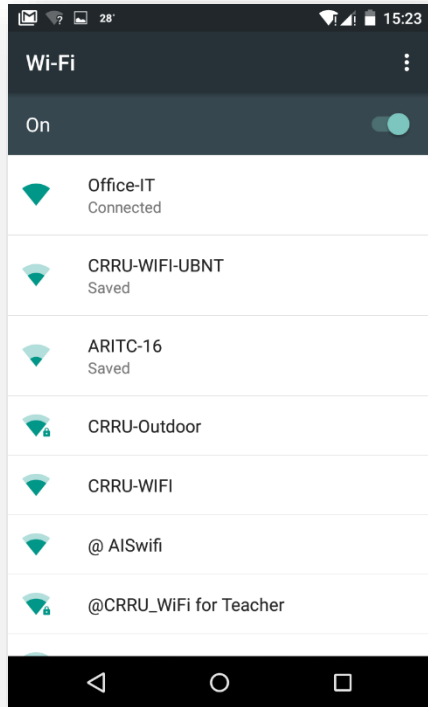 28°
15:23
Wi-Fi
On
Office-IT
Connected
CRRU-WIFI-UBNT
Saved
ARITC-16
Saved
CRRU-Outdoor
CRRU-WIFI
@ AISwifi
@CRRU_WiFi for Teacher